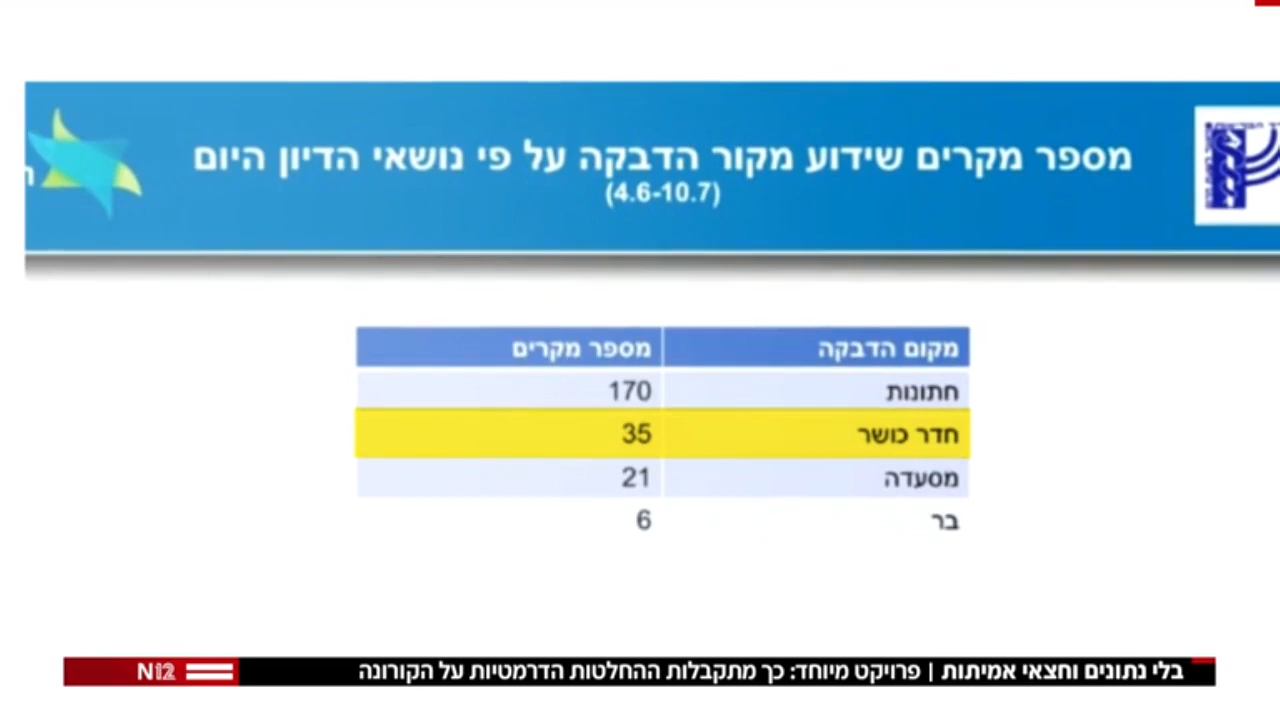 מספר מקרים שידוע מקור הדבקה על פי נושאי הדיון היום
(4.6-10.7)
מקום הדבקה מספר מקרים
חתונות 170
חדר כושר 35
מסעדה 21
בר 6
בלי נתונים וחצאי אמיתות | פרויקט מיוחד: כך מתקבלות ההחלטות הדרמטיות על הקורונה
N12